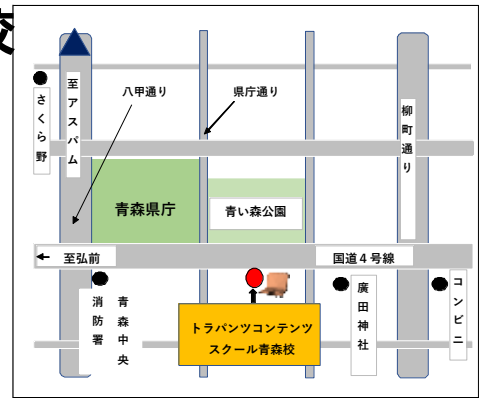 校
至アスパム
八甲通り
県庁通り
さくら野
柳町通り
青森県庁
青い森公園
至弘前
国道４号線
青森中央
消防署
廣田神社
コンビニ
トラパンツコンテンツ
スクール青森校